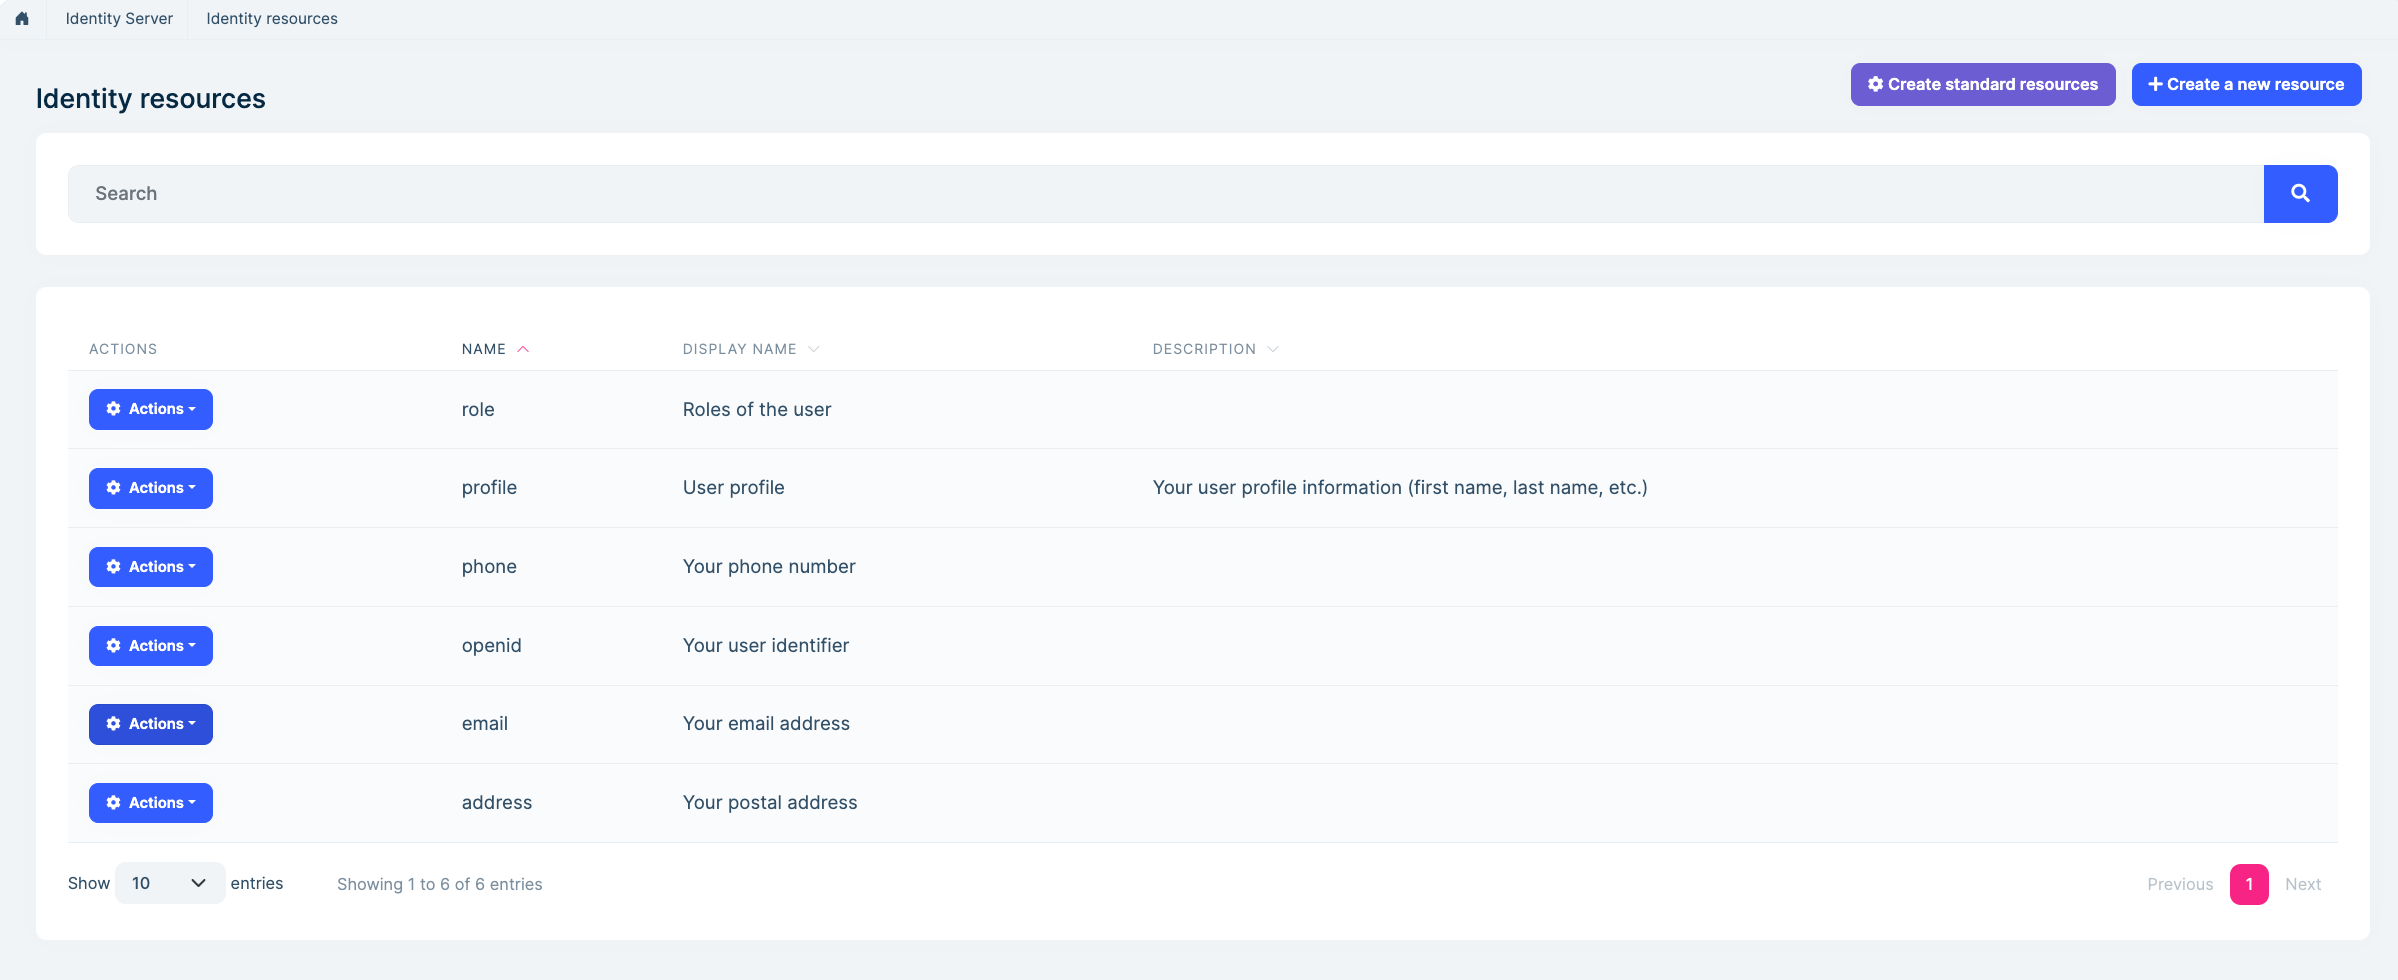 Identity Server Identity resources
Identity resources
Create standard resources Create a new resource
Search
ACTIONS NAME DISPLAY NAME DESCRIPTION
Actions role Roles of the user
Actions profile User profile Your user profile information (first name, last name, etc.)
Actions phone Your phone number
Actions openid Your user identifier
Actions email Your email address
Actions address Your postal address
Show 10 entries Showing 1 to 6 of 6 entries Previous 1 Next